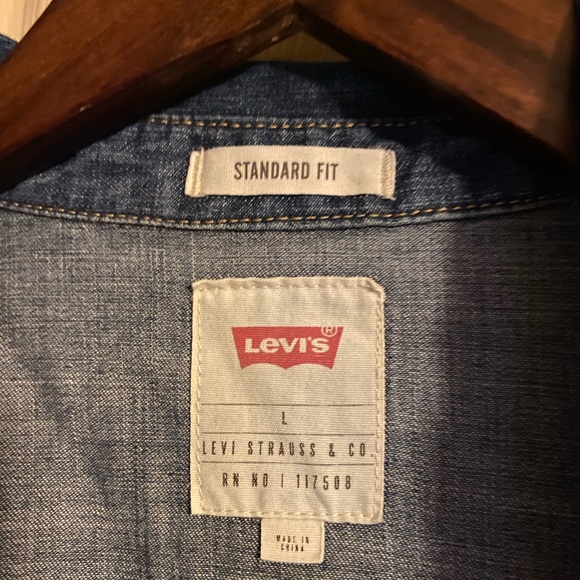 STANDARD FIT
LEVI'S ®
L
LEVI STRAUSS & CO.
RN NO | 117508
MADE IN
CHINA